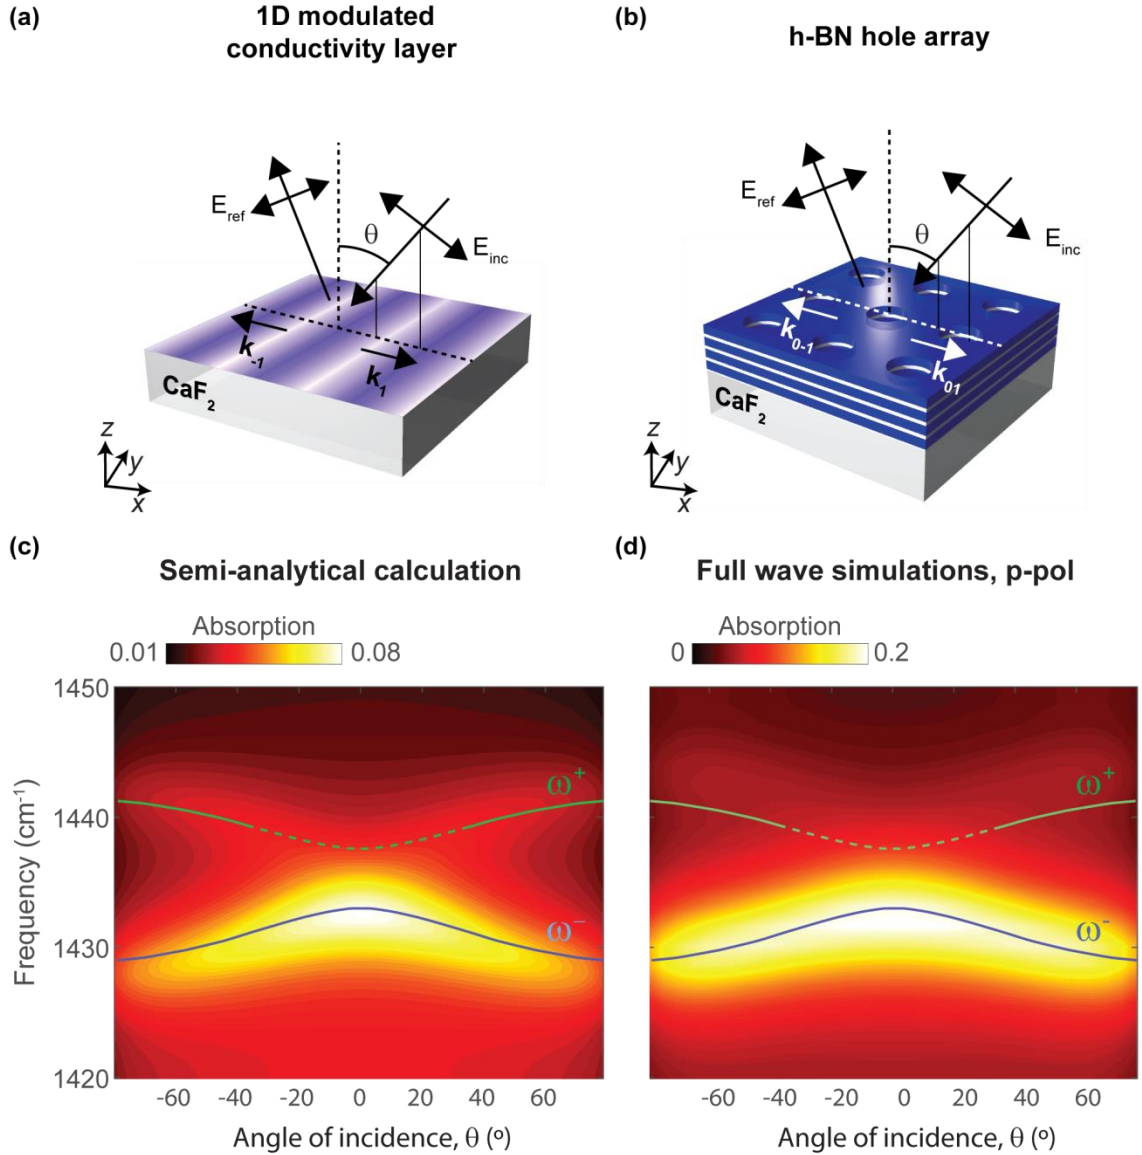 (a)
1D modulated
conductivity layer
E_ref
θ
E_inc
k_-1
k_1
CaF₂
z
y
x
(b)
h-BN hole array
E_ref
θ
E_inc
k_0-1
k_01
CaF₂
z
y
x
(c)
Semi-analytical calculation
Absorption
0.01 0.08
1450
1440
1430
1420
Frequency (cm⁻¹)
ω⁺
ω⁻
-60 -40 -20 0 20 40 60
Angle of incidence, θ (º)
(d)
Full wave simulations, p-pol
Absorption
0 0.2
ω⁺
ω⁻
-60 -40 -20 0 20 40 60
Angle of incidence, θ (º)